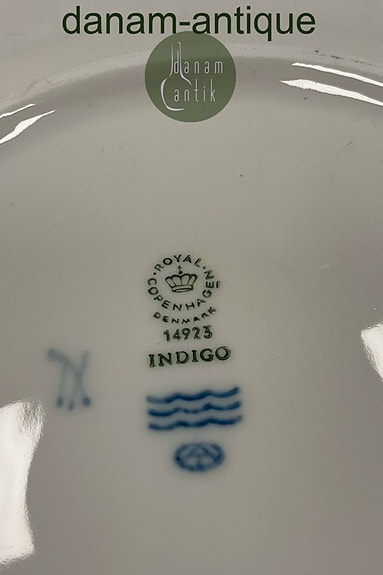 danam-antique
danam
antik
ROYAL COPENHAGEN
DENMARK
14923
INDIGO